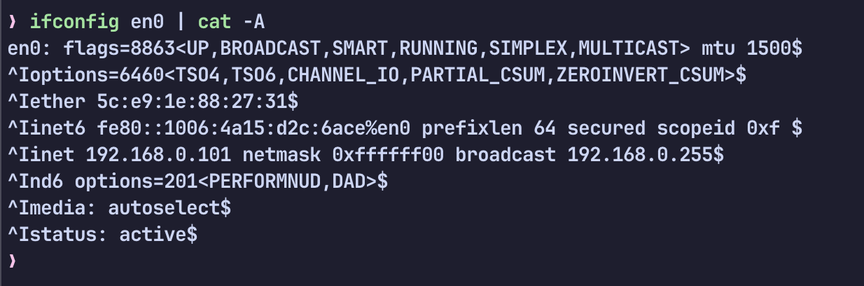 ❯ ifconfig en0 | cat -A
en0: flags=8863<UP,BROADCAST,SMART,RUNNING,SIMPLEX,MULTICAST> mtu 1500$
^Ioptions=6460<TSO4,TSO6,CHANNEL_IO,PARTIAL_CSUM,ZEROINVERT_CSUM>$
^Iether 5c:e9:1e:88:27:31$
^Iinet6 fe80::1006:4a15:d2c:6ace%en0 prefixlen 64 secured scopeid 0xf $
^Iinet 192.168.0.101 netmask 0xffffff00 broadcast 192.168.0.255$
^Ind6 options=201<PERFORMNUD,DAD>$
^Imedia: autoselect$
^Istatus: active$
❯